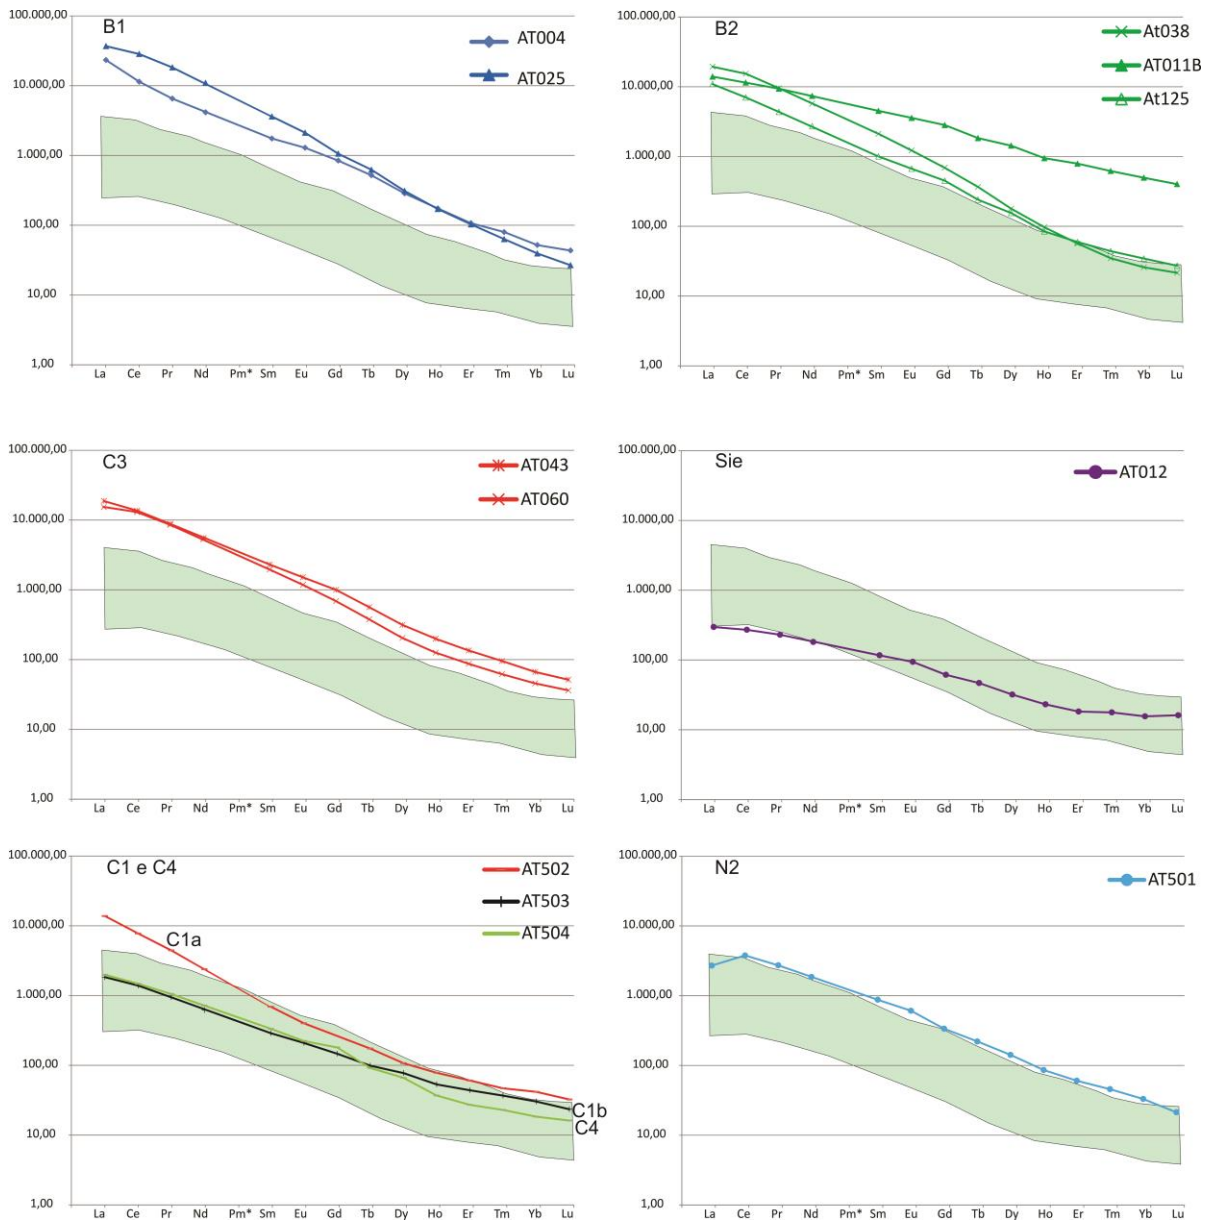 B1
AT004
AT025
100.000,00
10.000,00
1.000,00
100,00
10,00
1,00
La Ce Pr Nd Pm* Sm Eu Gd Tb Dy Ho Er Tm Yb Lu
B2
At038
AT011B
At125
100.000,00
10.000,00
1.000,00
100,00
10,00
1,00
La Ce Pr Nd Pm* Sm Eu Gd Tb Dy Ho Er Tm Yb Lu
C3
AT043
AT060
100.000,00
10.000,00
1.000,00
100,00
10,00
1,00
La Ce Pr Nd Pm* Sm Eu Gd Tb Dy Ho Er Tm Yb Lu
Sie
AT012
100.000,00
10.000,00
1.000,00
100,00
10,00
1,00
La Ce Pr Nd Pm* Sm Eu Gd Tb Dy Ho Er Tm Yb Lu
C1 e C4
AT502
AT503
AT504
C1a
C1b
C4
100.000,00
10.000,00
1.000,00
100,00
10,00
1,00
La Ce Pr Nd Pm* Sm Eu Gd Tb Dy Ho Er Tm Yb Lu
N2
AT501
100.000,00
10.000,00
1.000,00
100,00
10,00
1,00
La Ce Pr Nd Pm* Sm Eu Gd Tb Dy Ho Er Tm Yb Lu